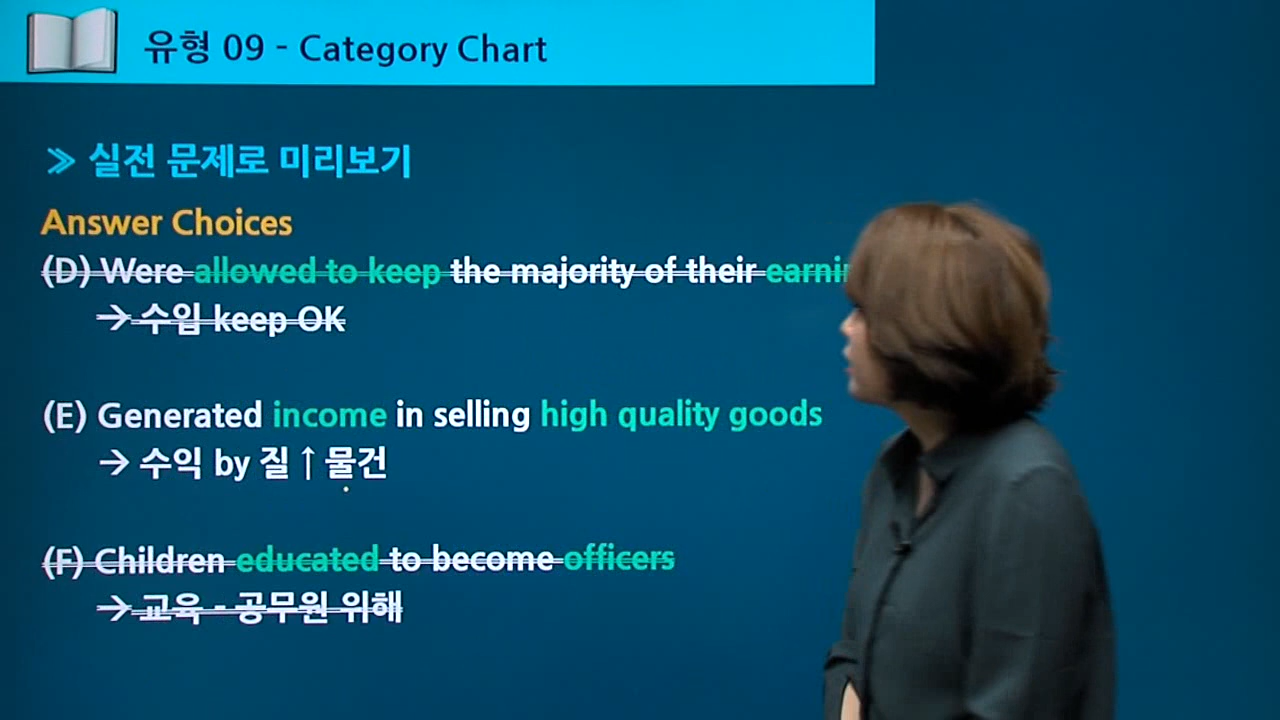 유형 09 - Category Chart
≫ 실전 문제로 미리보기
Answer Choices
(D) Were allowed to keep the majority of their
→ 수입 keep OK
(E) Generated income in selling high quality goods
→ 수익 by 질 ↑ 물건
(F) Children educated to become officers
→ 교육 - 공무원 위해